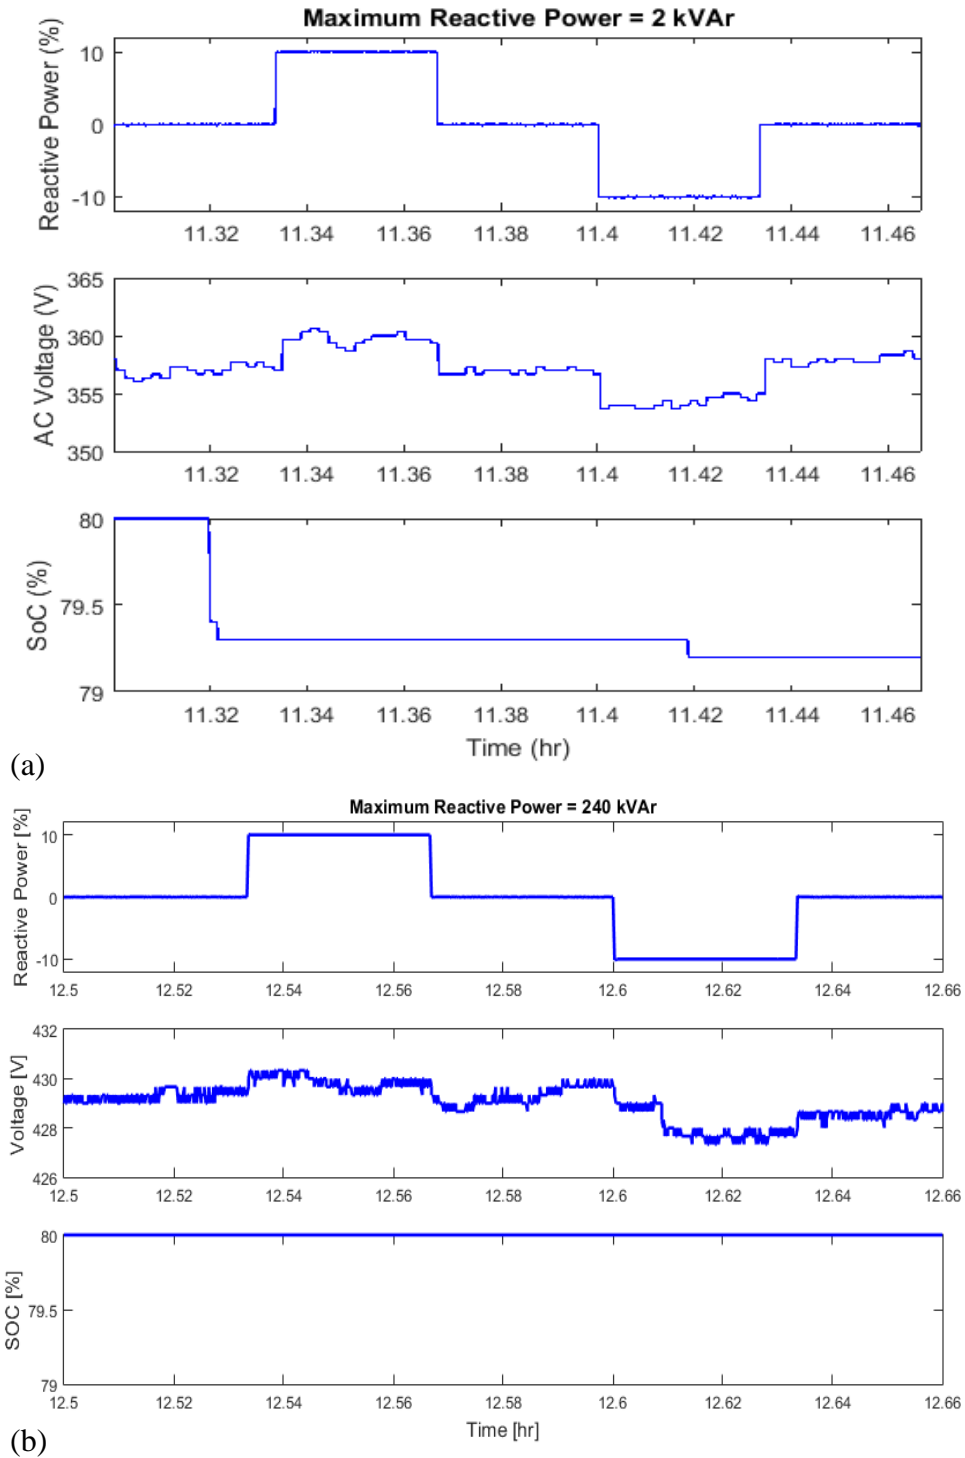 Maximum Reactive Power = 2 kVAr
Reactive Power (%)
10
0
-10
11.32 11.34 11.36 11.38 11.4 11.42 11.44 11.46
AC Voltage (V)
365
360
355
350
11.32 11.34 11.36 11.38 11.4 11.42 11.44 11.46
SoC (%)
80
79.5
79
11.32 11.34 11.36 11.38 11.4 11.42 11.44 11.46
Time (hr)
(a)
Maximum Reactive Power = 240 kVAr
Reactive Power [%]
10
0
-10
12.5 12.52 12.54 12.56 12.58 12.6 12.62 12.64 12.66
Voltage [V]
432
430
428
426
12.5 12.52 12.54 12.56 12.58 12.6 12.62 12.64 12.66
SOC [%]
80
79.5
79
12.5 12.52 12.54 12.56 12.58 12.6 12.62 12.64 12.66
Time [hr]
(b)